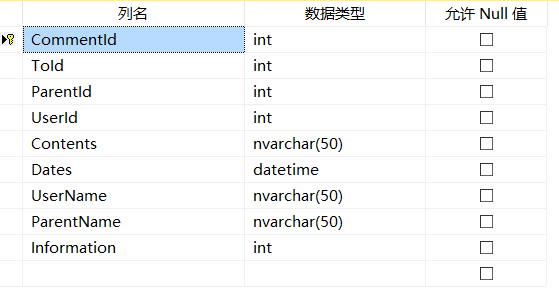 列名 数据类型 允许 Null 值
CommentId int
ToId int
ParentId int
UserId int
Contents nvarchar(50)
Dates datetime
UserName nvarchar(50)
ParentName nvarchar(50)
Information int